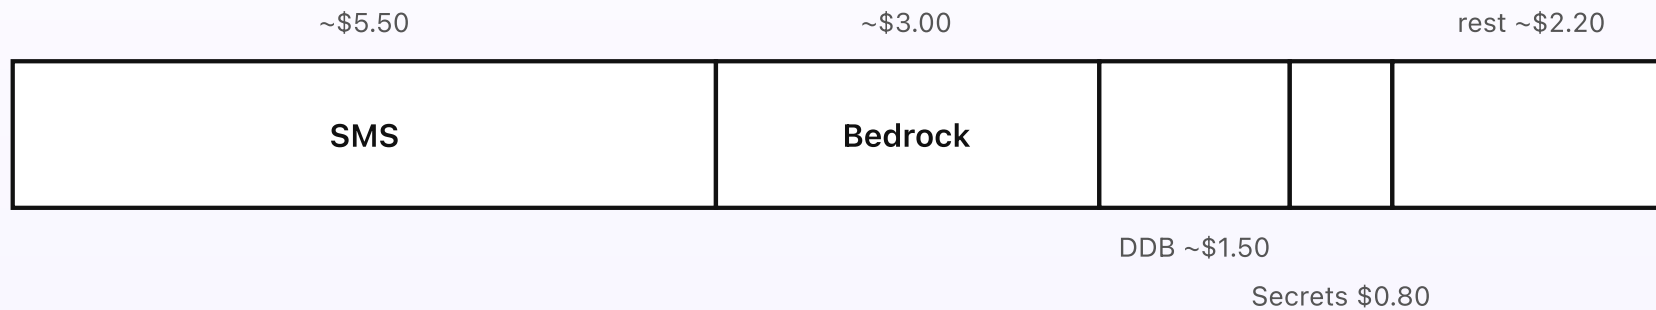 ~$5.50
~$3.00
rest ~$2.20
SMS
Bedrock
DDB ~$1.50
Secrets $0.80